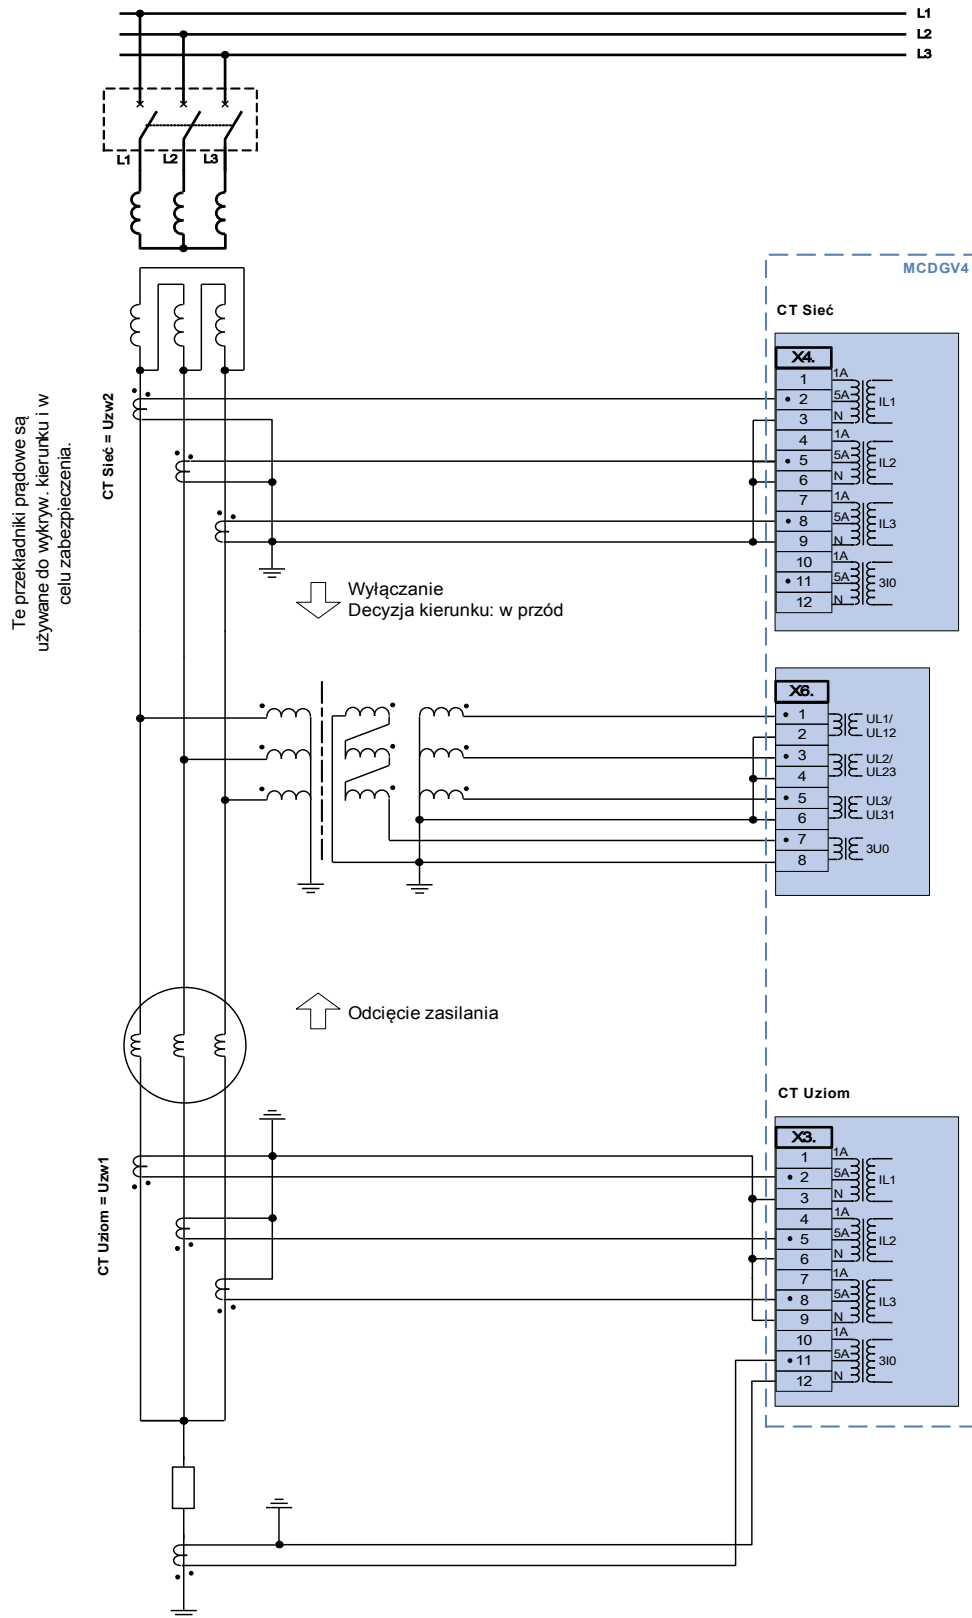 L1
L2
L3
L1 L2 L3
MCDGV4
CT Sieć
X4.
1 1A
2 5A IL1
3 N
4 1A
5 5A IL2
6 N
7 1A
8 5A IL3
9 N
10 1A
11 5A 3I0
12 N
CT Sieć = Uzw2
Te przekładniki prądowe są
używane do wykryw. kierunku i w
celu zabezpieczenia.
Wyłączanie
Decyzja kierunku: w przód
X6.
1 UL1/
2 UL12
3 UL2/
4 UL23
5 UL3/
6 UL31
7 3U0
8
Odcięcie zasilania
CT Uziom
X3.
1 1A
2 5A IL1
3 N
4 1A
5 5A IL2
6 N
7 1A
8 5A IL3
9 N
10 1A
11 5A 3I0
12 N
CT Uziom = Uzw1